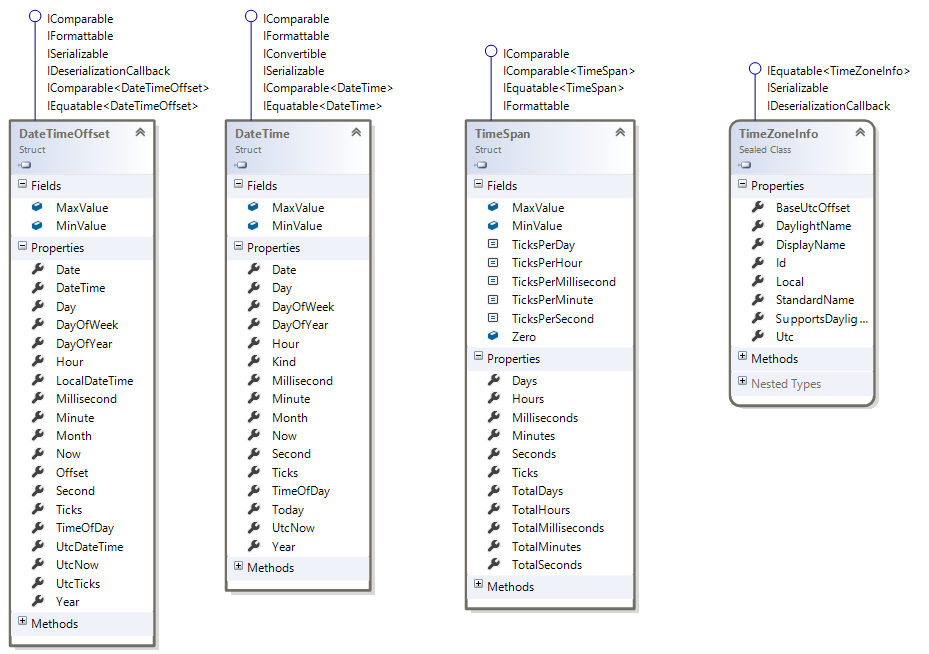 IComparable
IFormattable
ISerializable
IDeserializationCallback
IComparable<DateTimeOffset>
IEquatable<DateTimeOffset>
DateTimeOffset
Struct
Fields
MaxValue
MinValue
Properties
Date
DateTime
Day
DayOfWeek
DayOfYear
Hour
LocalDateTime
Millisecond
Minute
Month
Now
Offset
Second
Ticks
TimeOfDay
UtcDateTime
UtcNow
UtcTicks
Year
Methods
IComparable
IFormattable
IConvertible
ISerializable
IComparable<DateTime>
IEquatable<DateTime>
DateTime
Struct
Fields
MaxValue
MinValue
Properties
Date
Day
DayOfWeek
DayOfYear
Hour
Kind
Millisecond
Minute
Month
Now
Second
Ticks
TimeOfDay
Today
UtcNow
Year
Methods
IComparable
IComparable<TimeSpan>
IEquatable<TimeSpan>
IFormattable
TimeSpan
Struct
Fields
MaxValue
MinValue
TicksPerDay
TicksPerHour
TicksPerMillisecond
TicksPerMinute
TicksPerSecond
Zero
Properties
Days
Hours
Milliseconds
Minutes
Seconds
Ticks
TotalDays
TotalHours
TotalMilliseconds
TotalMinutes
TotalSeconds
Methods
IEquatable<TimeZoneInfo>
ISerializable
IDeserializationCallback
TimeZoneInfo
Sealed Class
Properties
BaseUtcOffset
DaylightName
DisplayName
Id
Local
StandardName
SupportsDaylig...
Utc
Methods
Nested Types